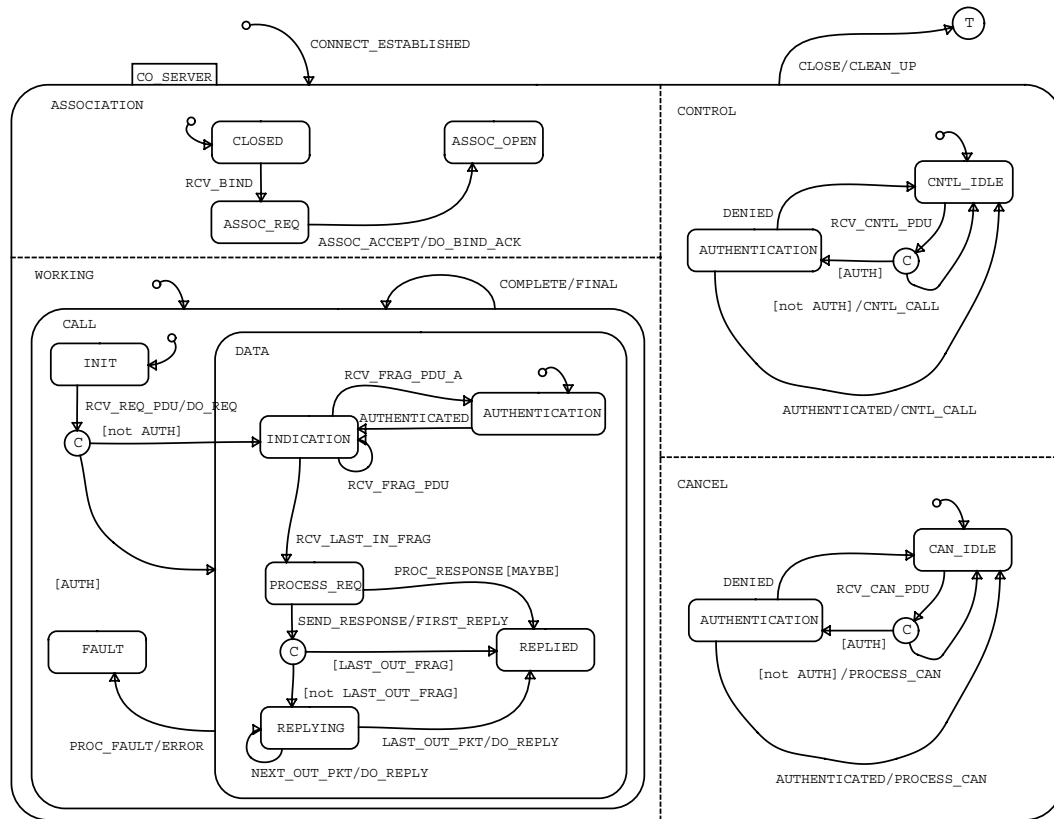 T
CONNECT_ESTABLISHED
CLOSE/CLEAN_UP
CO_SERVER
ASSOCIATION
CLOSED
ASSOC_OPEN
RCV_BIND
ASSOC_REQ
ASSOC_ACCEPT/DO_BIND_ACK
CONTROL
CNTL_IDLE
DENIED
RCV_CNTL_PDU
AUTHENTICATION
C
[AUTH]
[not AUTH]/CNTL_CALL
AUTHENTICATED/CNTL_CALL
WORKING
COMPLETE/FINAL
CALL
INIT
DATA
RCV_REQ_PDU/DO_REQ
C
[not AUTH]
[AUTH]
RCV_FRAG_PDU_A
AUTHENTICATED
AUTHENTICATION
INDICATION
RCV_FRAG_PDU
RCV_LAST_IN_FRAG
PROCESS_REQ
PROC_RESPONSE[MAYBE]
SEND_RESPONSE/FIRST_REPLY
C
[LAST_OUT_FRAG]
REPLIED
[not LAST_OUT_FRAG]
REPLYING
LAST_OUT_PKT/DO_REPLY
NEXT_OUT_PKT/DO_REPLY
FAULT
PROC_FAULT/ERROR
CANCEL
CAN_IDLE
DENIED
RCV_CAN_PDU
AUTHENTICATION
C
[AUTH]
[not AUTH]/PROCESS_CAN
AUTHENTICATED/PROCESS_CAN